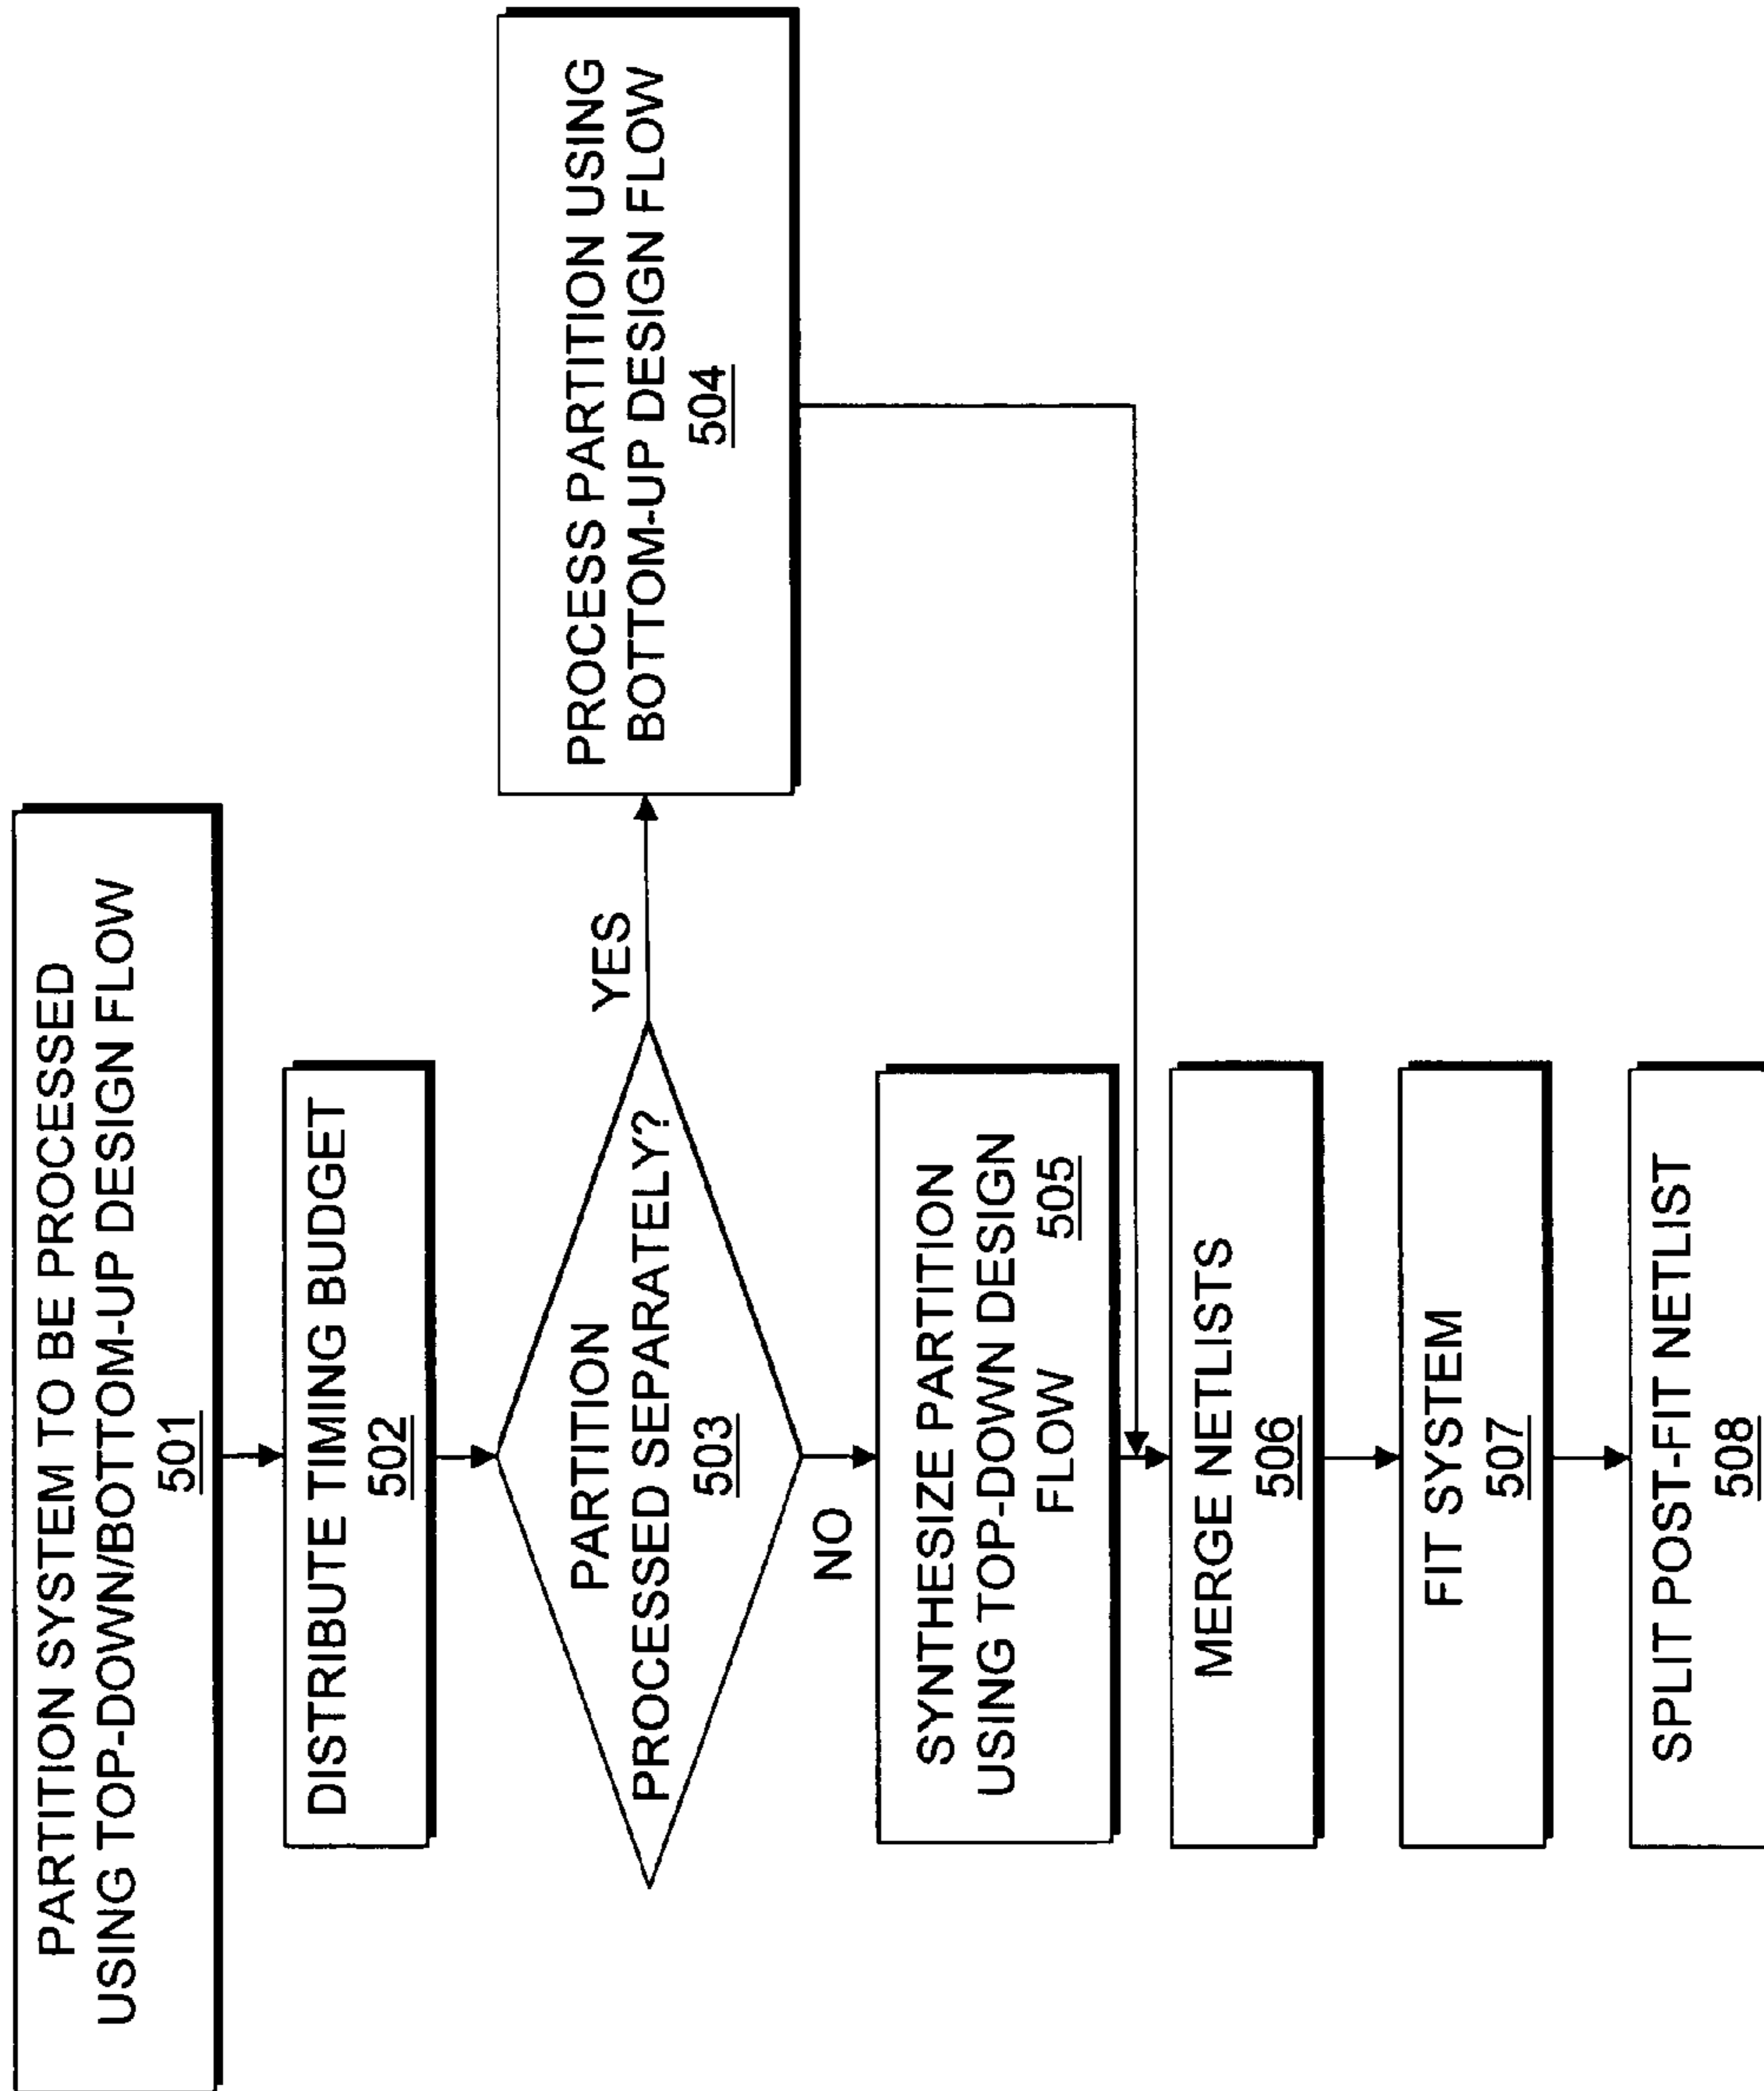 PARTITION SYSTEM TO BE PROCESSED
USING TOP-DOWN/BOTTOM-UP DESIGN FLOW
501
DISTRIBUTE TIMING BUDGET
502
PARTITION
PROCESSED SEPARATELY?
503
YES
PROCESS PARTITION USING
BOTTOM-UP DESIGN FLOW
504
NO
SYNTHESIZE PARTITION
USING TOP-DOWN DESIGN
FLOW 505
MERGE NETLISTS
506
FIT SYSTEM
507
SPLIT POST-FIT NETLIST
508